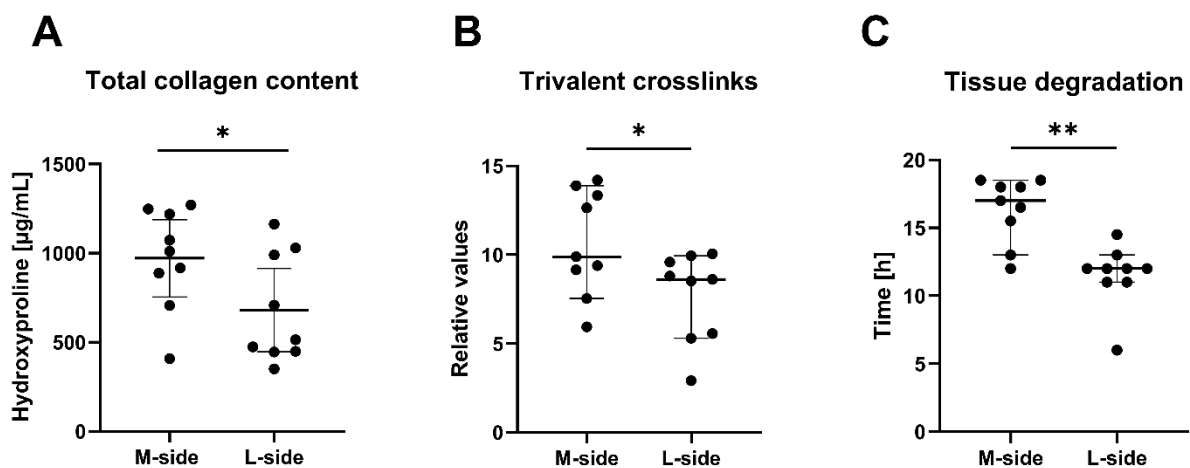 A
Total collagen content
*
Hydroxyproline [µg/mL]
1500
1000
500
0
M-side
L-side
B
Trivalent crosslinks
*
Relative values
15
10
5
0
M-side
L-side
C
Tissue degradation
**
Time [h]
20
15
10
5
0
M-side
L-side